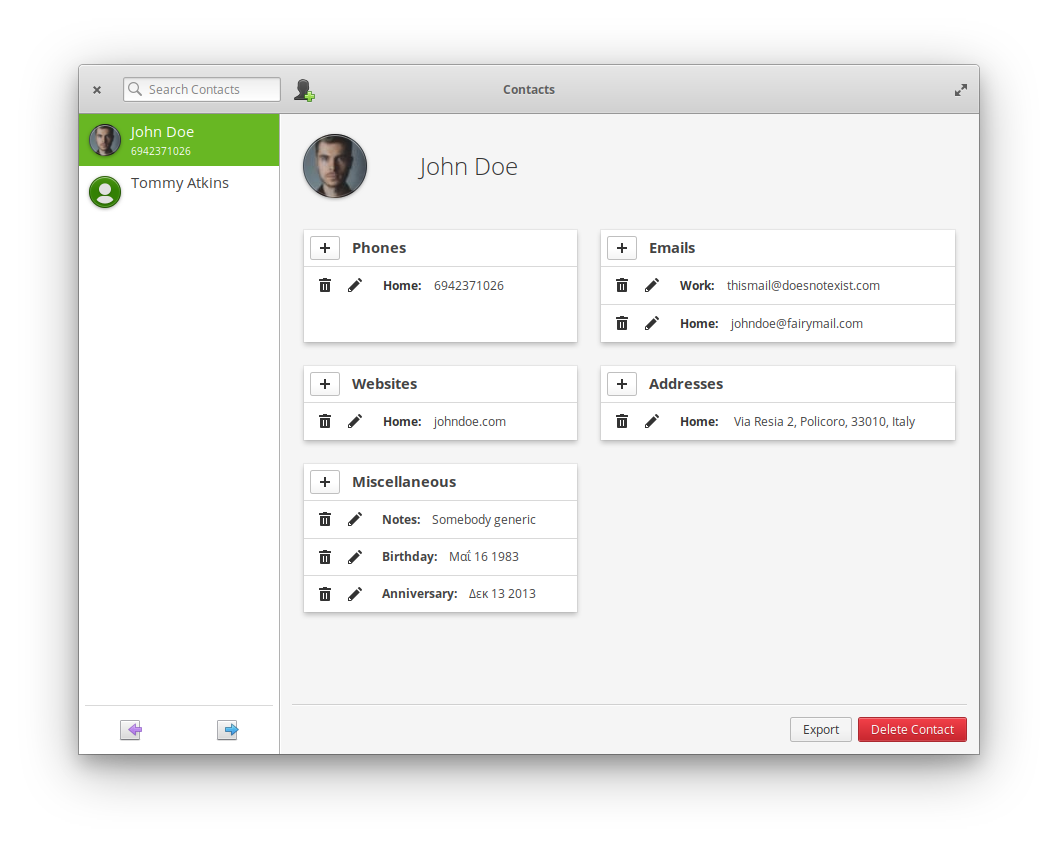 Search Contacts
Contacts
John Doe
6942371026
Tommy Atkins
John Doe
Phones
Home: 6942371026
Emails
Work: thismail@doesnotexist.com
Home: johndoe@fairymail.com
Websites
Home: johndoe.com
Addresses
Home: Via Resia 2, Policoro, 33010, Italy
Miscellaneous
Notes: Somebody generic
Birthday: Μαΐ 16 1983
Anniversary: Δεκ 13 2013
Export
Delete Contact